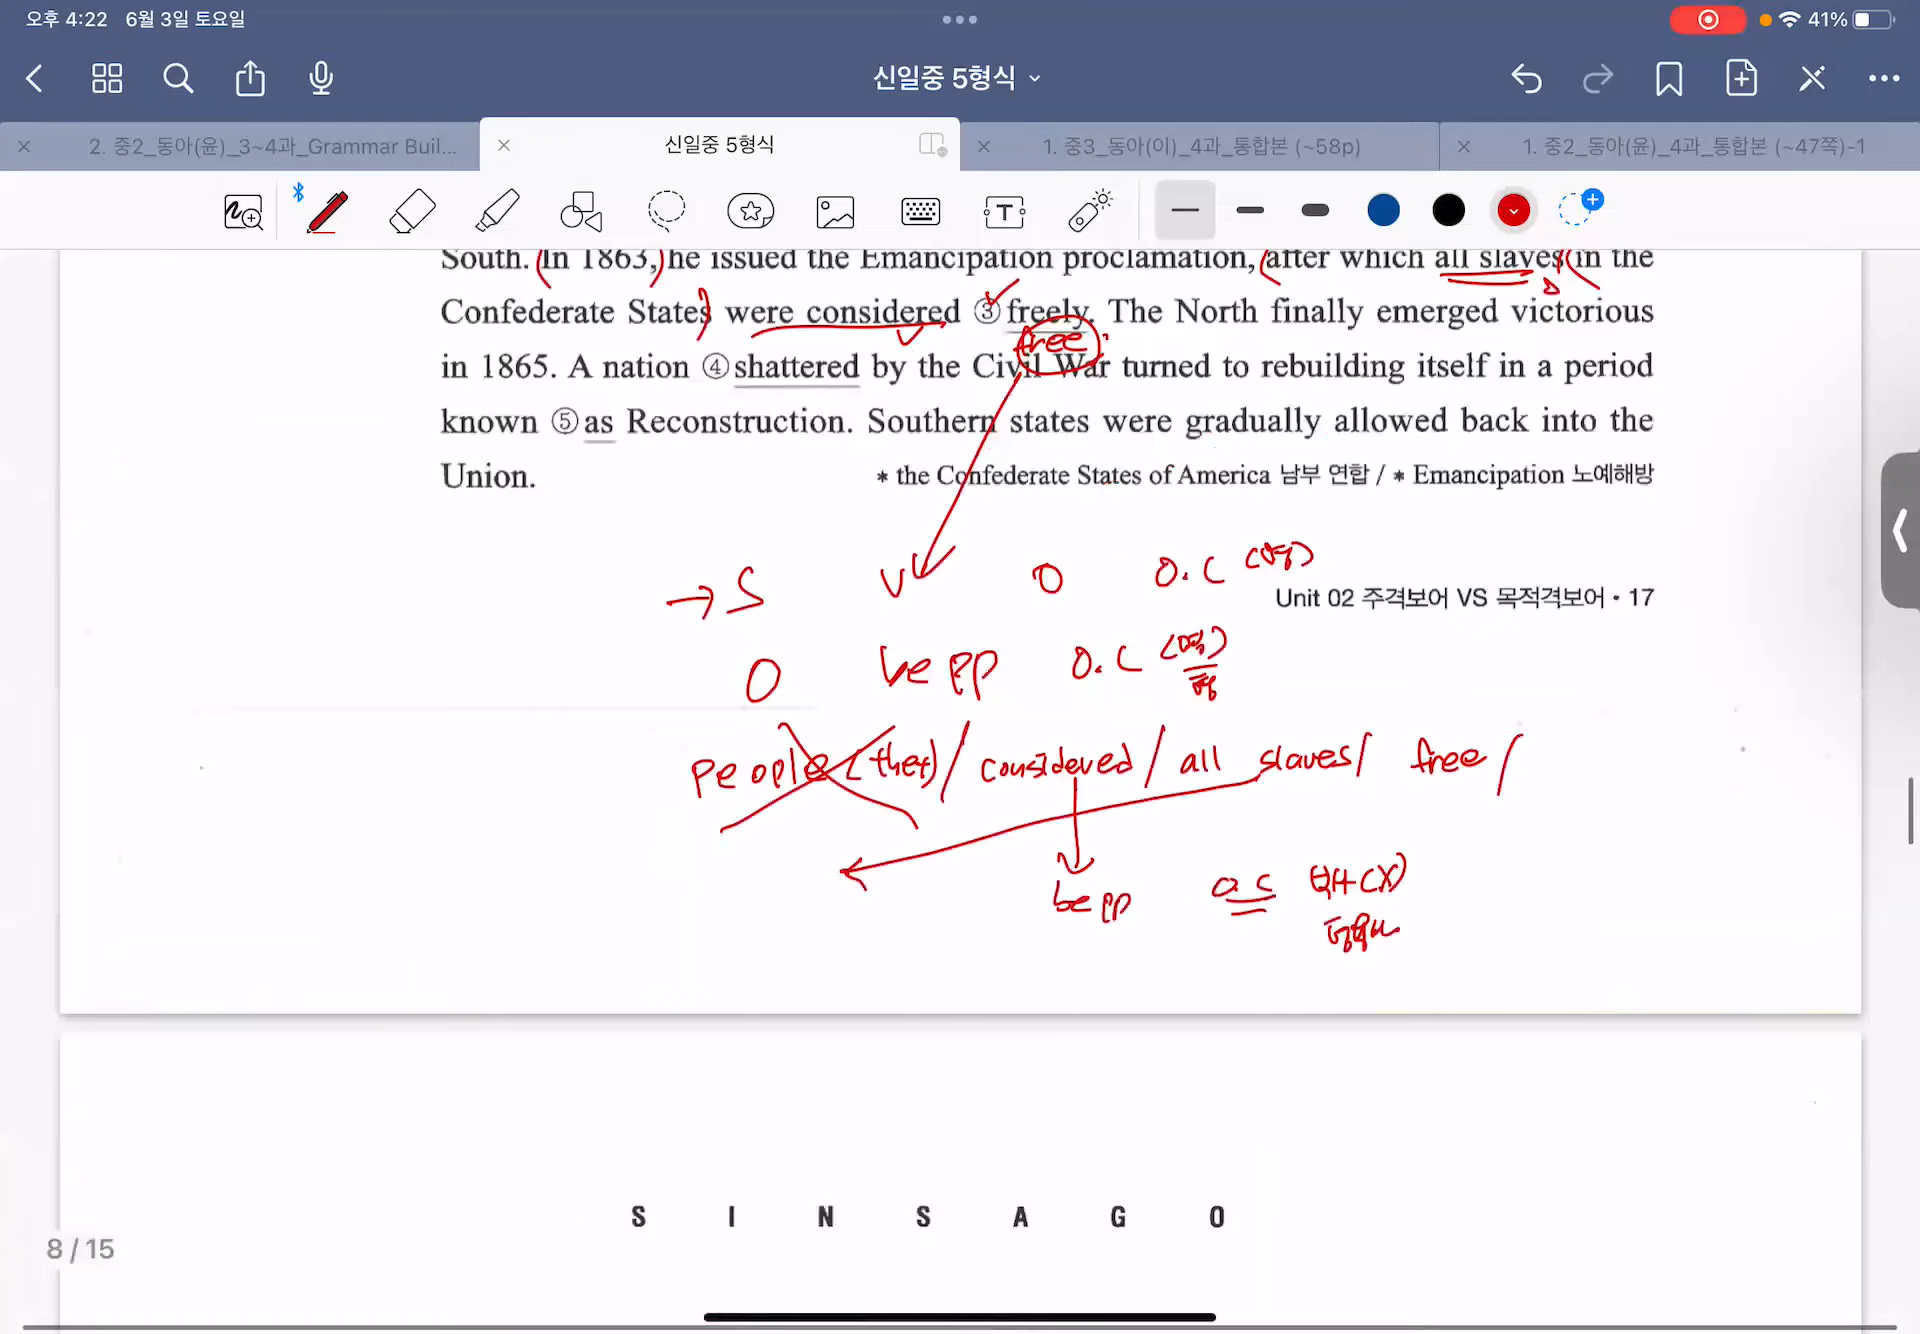 오후 4:22 6월 3일 토요일
41%
신일중 5형식
2. 중2_동아(윤)_3~4과_Grammar Buil...
신일중 5형식
1. 중3_동아(이)_4과_통합본 (~58p)
1. 중2_동아(윤)_4과_통합본 (~47쪽)-1
South. (In 1863,) he issued the Emancipation proclamation, (after which all slaves (in the
Confederate States) were considered ③ freely. The North finally emerged victorious
free
in 1865. A nation ④ shattered by the Civil War turned to rebuilding itself in a period
known ⑤ as Reconstruction. Southern states were gradually allowed back into the
Union.
* the Confederate States of America 남부 연합 / * Emancipation 노예해방
→ S V O O.C
Unit 02 주격보어 VS 목적격보어 • 17
O be pp O.C
people (they) / considered / all slaves / free /
be pp O.C
S I N S A G O
8 / 15